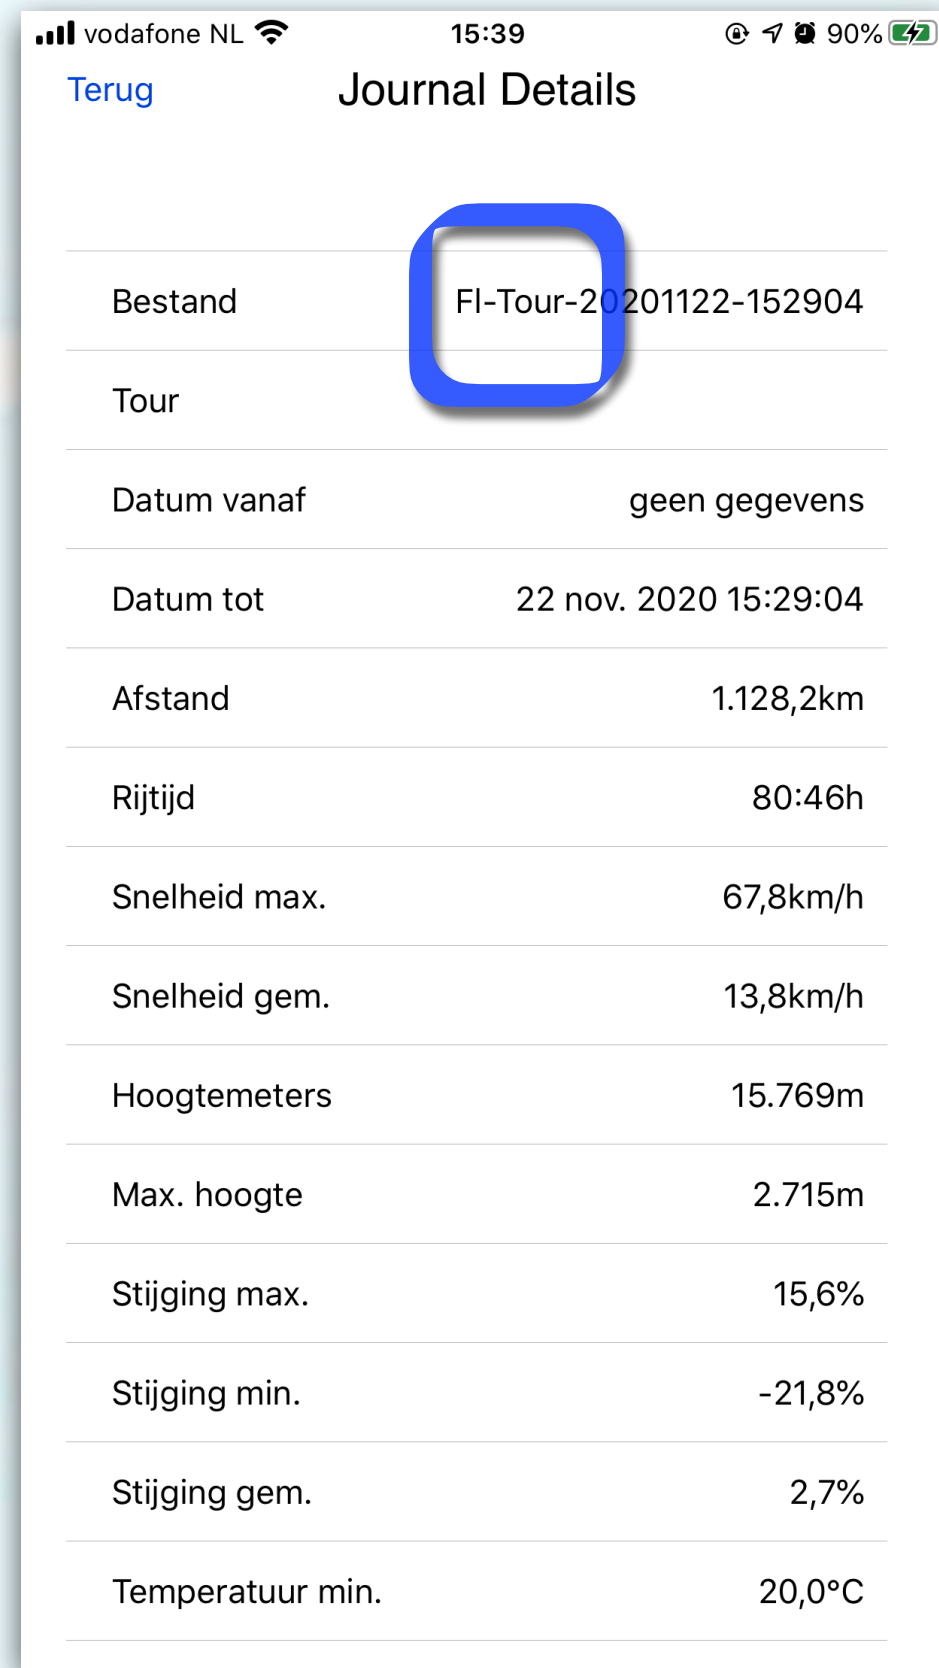 vodafone NL 15:39 90%
Terug Journal Details
Bestand Fl-Tour-20201122-152904
Tour
Datum vanaf geen gegevens
Datum tot 22 nov. 2020 15:29:04
Afstand 1.128,2km
Rijtijd 80:46h
Snelheid max. 67,8km/h
Snelheid gem. 13,8km/h
Hoogtemeters 15.769m
Max. hoogte 2.715m
Stijging max. 15,6%
Stijging min. -21,8%
Stijging gem. 2,7%
Temperatuur min. 20,0°C